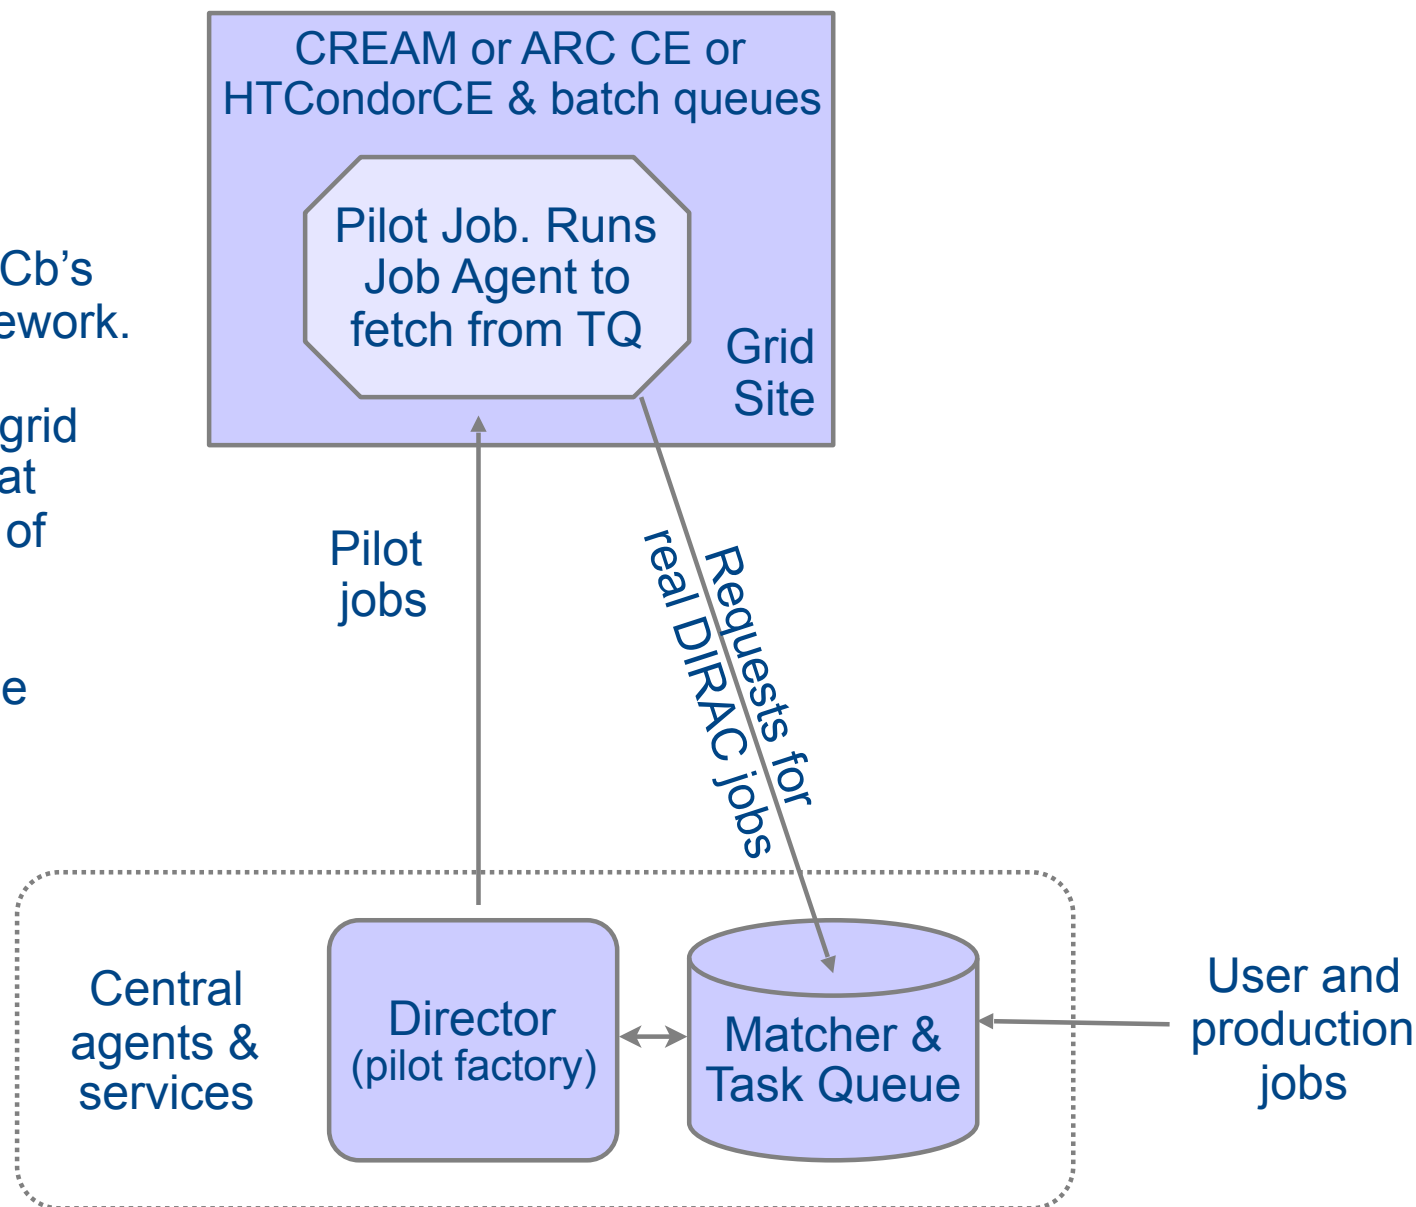 CREAM or ARC CE or
HTCondorCE & batch queues
Pilot Job. Runs
Job Agent to
fetch from TQ
Grid
Site
Cb’s
ework.
grid
at
of
e
Pilot
jobs
Requests for
real DIRAC jobs
Central
agents &
services
Director
(pilot factory)
Matcher &
Task Queue
User and
production
jobs